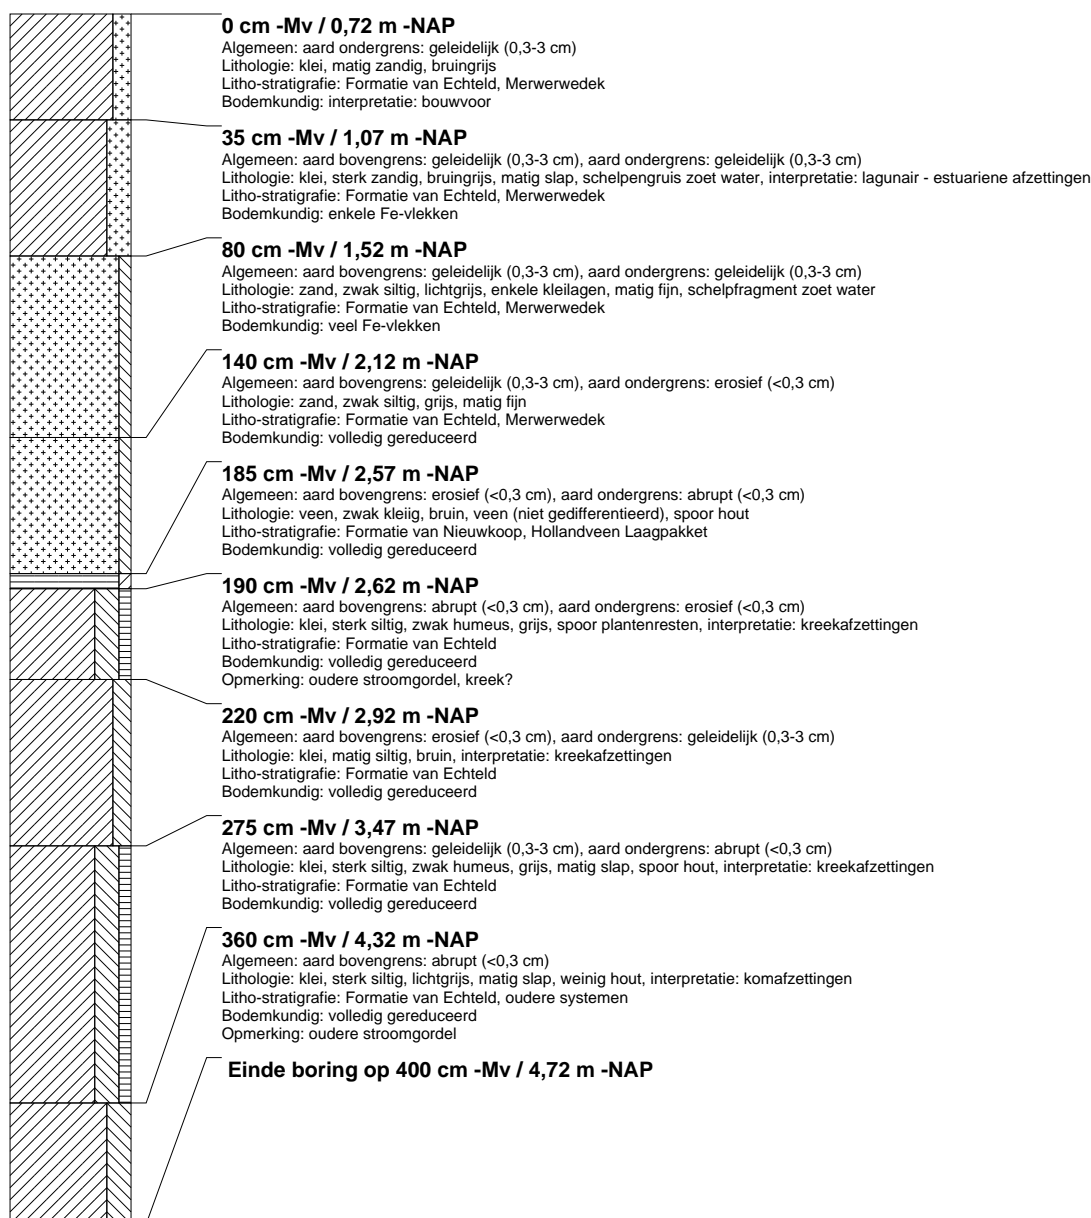 0 cm -Mv / 0,72 m -NAP
Algemeen: aard ondergrens: geleidelijk (0,3-3 cm)
Lithologie: klei, matig zandig, bruingrijs
Litho-stratigrafie: Formatie van Echteld, Merwerwedek
Bodemkundig: interpretatie: bouwvoor
35 cm -Mv / 1,07 m -NAP
Algemeen: aard bovengrens: geleidelijk (0,3-3 cm), aard ondergrens: geleidelijk (0,3-3 cm)
Lithologie: klei, sterk zandig, bruingrijs, matig slap, schelpengruis zoet water, interpretatie: lagunair - estuariene afzettingen
Litho-stratigrafie: Formatie van Echteld, Merwerwedek
Bodemkundig: enkele Fe-vlekken
80 cm -Mv / 1,52 m -NAP
Algemeen: aard bovengrens: geleidelijk (0,3-3 cm), aard ondergrens: geleidelijk (0,3-3 cm)
Lithologie: zand, zwak siltig, lichtgrijs, enkele kleilagen, matig fijn, schelpfragment zoet water
Litho-stratigrafie: Formatie van Echteld, Merwerwedek
Bodemkundig: veel Fe-vlekken
140 cm -Mv / 2,12 m -NAP
Algemeen: aard bovengrens: geleidelijk (0,3-3 cm), aard ondergrens: erosief (<0,3 cm)
Lithologie: zand, zwak siltig, grijs, matig fijn
Litho-stratigrafie: Formatie van Echteld, Merwerwedek
Bodemkundig: volledig gereduceerd
185 cm -Mv / 2,57 m -NAP
Algemeen: aard bovengrens: erosief (<0,3 cm), aard ondergrens: abrupt (<0,3 cm)
Lithologie: veen, zwak kleiig, bruin, veen (niet gedifferentieerd), spoor hout
Litho-stratigrafie: Formatie van Nieuwkoop, Hollandveen Laagpakket
Bodemkundig: volledig gereduceerd
190 cm -Mv / 2,62 m -NAP
Algemeen: aard bovengrens: abrupt (<0,3 cm), aard ondergrens: erosief (<0,3 cm)
Lithologie: klei, sterk siltig, zwak humeus, grijs, spoor plantenresten, interpretatie: kreekafzettingen
Litho-stratigrafie: Formatie van Echteld
Bodemkundig: volledig gereduceerd
Opmerking: oudere stroomgordel, kreek?
220 cm -Mv / 2,92 m -NAP
Algemeen: aard bovengrens: erosief (<0,3 cm), aard ondergrens: geleidelijk (0,3-3 cm)
Lithologie: klei, matig siltig, bruin, interpretatie: kreekafzettingen
Litho-stratigrafie: Formatie van Echteld
Bodemkundig: volledig gereduceerd
275 cm -Mv / 3,47 m -NAP
Algemeen: aard bovengrens: geleidelijk (0,3-3 cm), aard ondergrens: abrupt (<0,3 cm)
Lithologie: klei, sterk siltig, zwak humeus, grijs, matig slap, spoor hout, interpretatie: kreekafzettingen
Litho-stratigrafie: Formatie van Echteld
Bodemkundig: volledig gereduceerd
360 cm -Mv / 4,32 m -NAP
Algemeen: aard bovengrens: abrupt (<0,3 cm)
Lithologie: klei, sterk siltig, lichtgrijs, matig slap, weinig hout, interpretatie: komafzettingen
Litho-stratigrafie: Formatie van Echteld, oudere systemen
Bodemkundig: volledig gereduceerd
Opmerking: oudere stroomgordel
Einde boring op 400 cm -Mv / 4,72 m -NAP